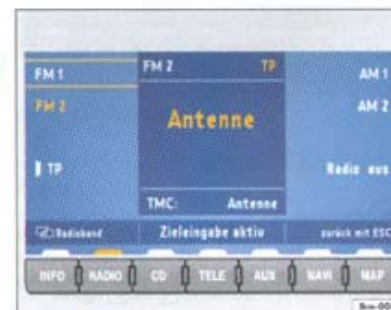 FM 1
FM 2
TP
FM 2 TP
Antenne
TMC: Antenne
AM 1
AM 2
Radio aus
Radioband Zieleingabe aktiv zurück mit ESC
INFO RADIO CD TELE AUX NAVI MAP